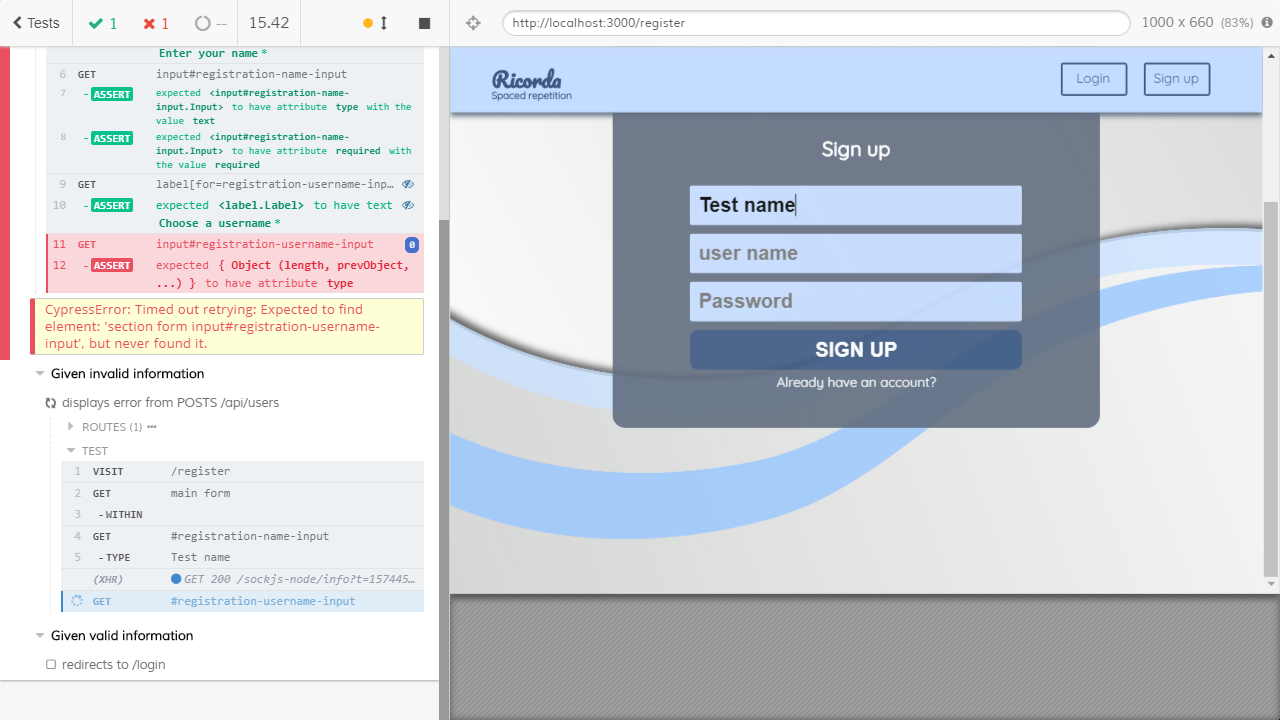 Tests
1
1
--
15.42
http://localhost:3000/register
1000 x 660 (83%)
Enter your name *
6 GET input#registration-name-input
7 -ASSERT expected <input#registration-name-
input.Input> to have attribute type with the
value text
8 -ASSERT expected <input#registration-name-
input.Input> to have attribute required with
the value required
9 GET label[for=registration-username-inp…
10 -ASSERT expected <label.Label> to have text
Choose a username *
11 GET input#registration-username-input 0
12 -ASSERT expected { Object (length, prevObject,
...) } to have attribute type
CypressError: Timed out retrying: Expected to find
element: 'section form input#registration-username-
input', but never found it.
Given invalid information
displays error from POSTS /api/users
ROUTES (1)
TEST
1 VISIT /register
2 GET main form
3 -WITHIN
4 GET #registration-name-input
5 -TYPE Test name
(XHR) GET 200 /sockjs-node/info?t=157445…
GET #registration-username-input
Given valid information
redirects to /login
Ricorda
Spaced repetition
Login
Sign up
Sign up
Test name
user name
Password
SIGN UP
Already have an account?